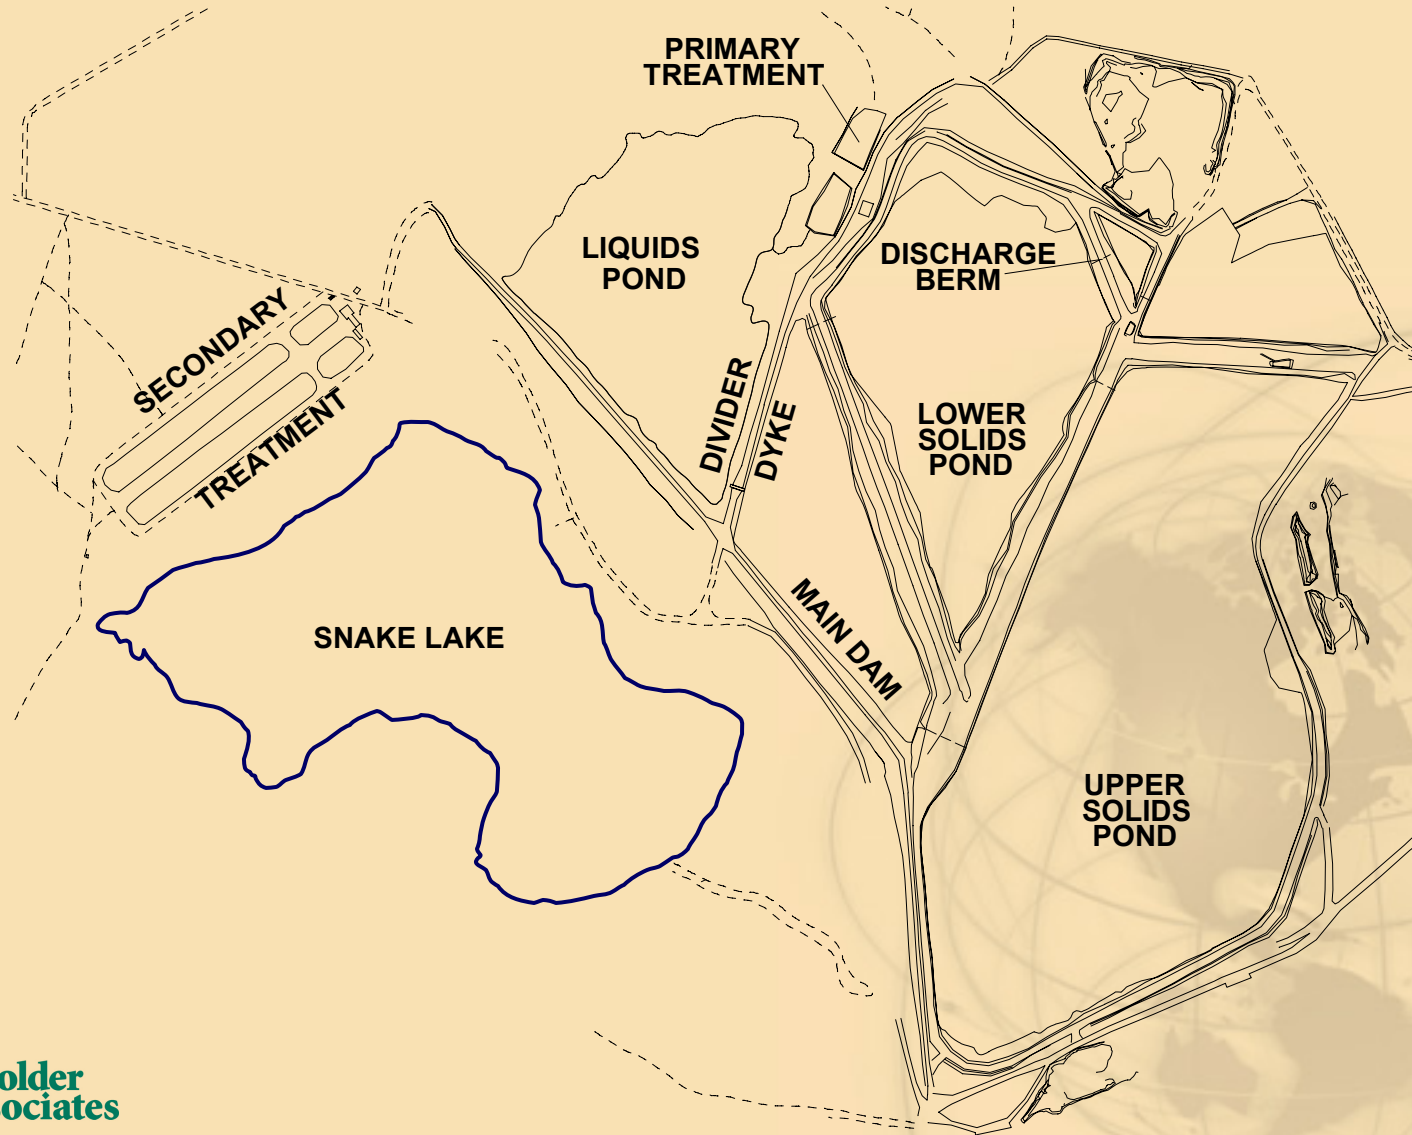 PRIMARY
TREATMENT
LIQUIDS
POND
DISCHARGE
BERM
SECONDARY
TREATMENT
DIVIDER
DYKE
LOWER
SOLIDS
POND
SNAKE LAKE
MAIN DAM
UPPER
SOLIDS
POND
older
ociates